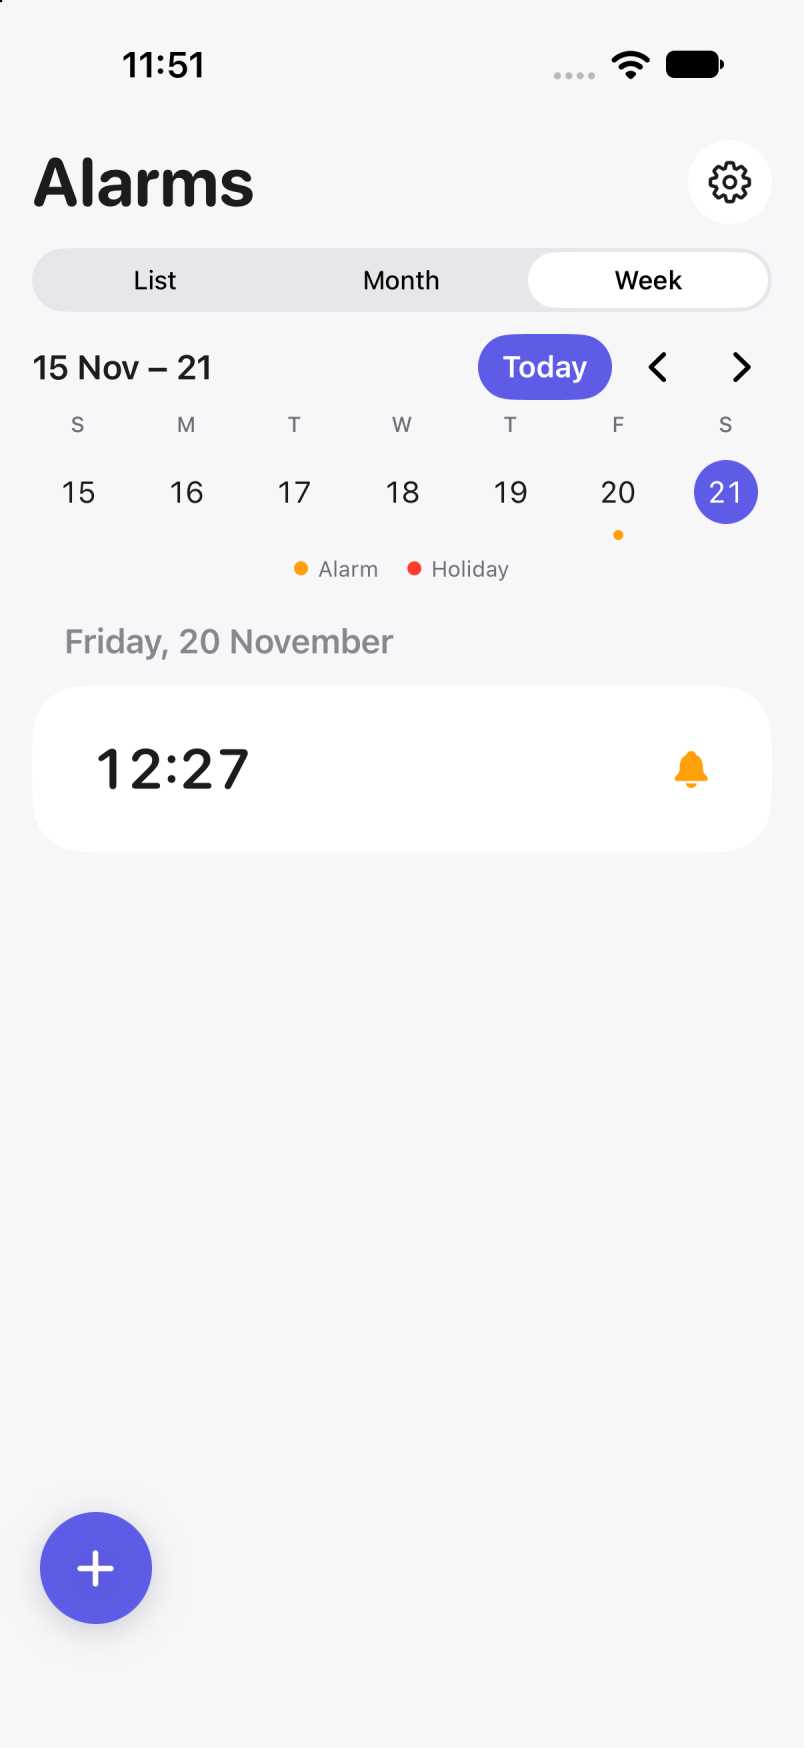 11:51
Alarms
List Month Week
15 Nov – 21 Today
S M T W T F S
15 16 17 18 19 20 21
Alarm Holiday
Friday, 20 November
12:27